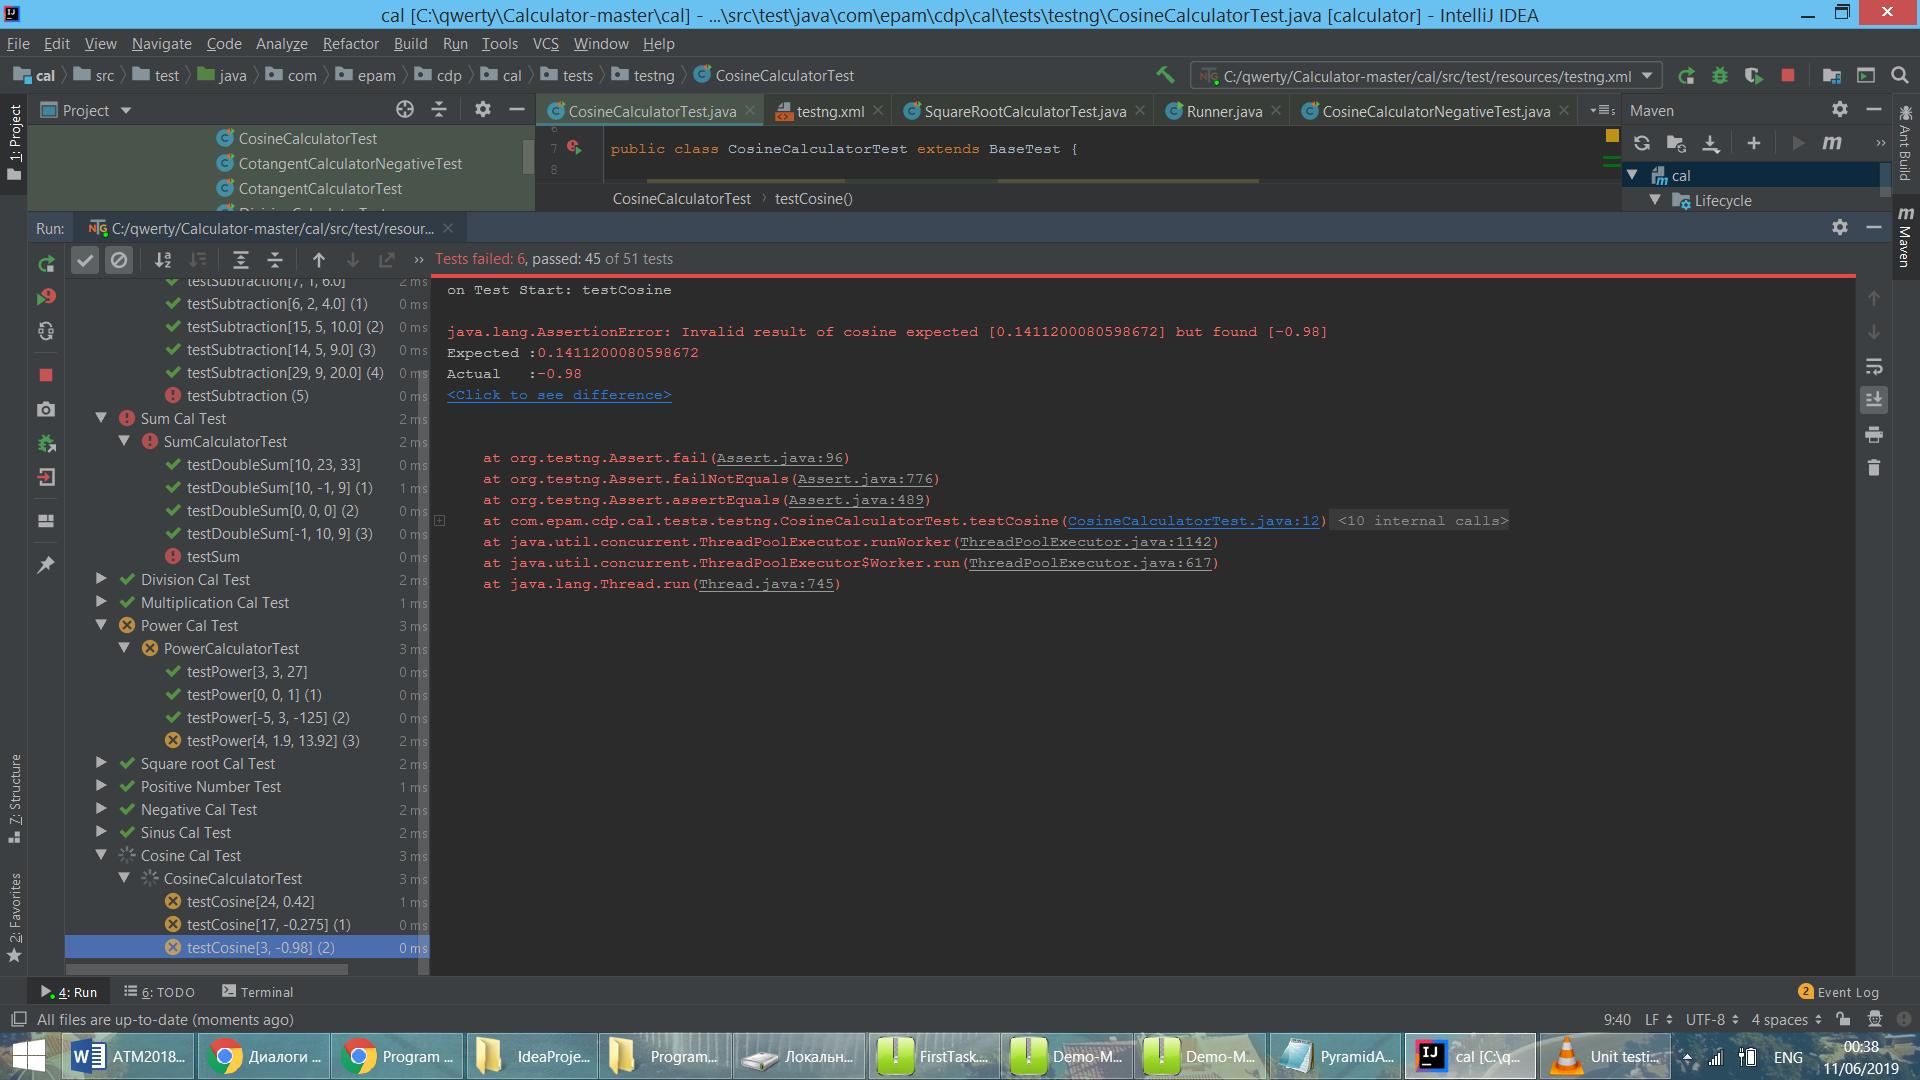 cal [C:\qwerty\Calculator-master\cal] - ...\src\test\java\com\epam\cdp\cal\tests\testng\CosineCalculatorTest.java [calculator] - IntelliJ IDEA
File Edit View Navigate Code Analyze Refactor Build Run Tools VCS Window Help
cal src test java com epam cdp cal tests testng CosineCalculatorTest C:/qwerty/Calculator-master/cal/src/test/resources/testng.xml
Project CosineCalculatorTest.java testng.xml SquareRootCalculatorTest.java Runner.java CosineCalculatorNegativeTest.java Maven
1: Project
CosineCalculatorTest
CotangentCalculatorNegativeTest
CotangentCalculatorTest
7 public class CosineCalculatorTest extends BaseTest {
8
CosineCalculatorTest testCosine()
cal
Lifecycle
Ant Build
Maven
Run: C:/qwerty/Calculator-master/cal/src/test/resour...
Tests failed: 6, passed: 45 of 51 tests
testSubtraction[7, 1, 6.0] 2 ms
testSubtraction[6, 2, 4.0] (1) 0 ms
testSubtraction[15, 5, 10.0] (2) 0 ms
testSubtraction[14, 5, 9.0] (3) 0 ms
testSubtraction[29, 9, 20.0] (4) 0 ms
testSubtraction (5) 0 ms
Sum Cal Test 2 ms
SumCalculatorTest 2 ms
testDoubleSum[10, 23, 33] 0 ms
testDoubleSum[10, -1, 9] (1) 1 ms
testDoubleSum[0, 0, 0] (2) 0 ms
testDoubleSum[-1, 10, 9] (3) 0 ms
testSum 0 ms
Division Cal Test 2 ms
Multiplication Cal Test 1 ms
Power Cal Test 3 ms
PowerCalculatorTest 3 ms
testPower[3, 3, 27] 0 ms
testPower[0, 0, 1] (1) 0 ms
testPower[-5, 3, -125] (2) 0 ms
testPower[4, 1.9, 13.92] (3) 2 ms
Square root Cal Test 2 ms
Positive Number Test 1 ms
Negative Cal Test 2 ms
Sinus Cal Test 2 ms
Cosine Cal Test 3 ms
CosineCalculatorTest 3 ms
testCosine[24, 0.42] 1 ms
testCosine[17, -0.275] (1) 0 ms
testCosine[3, -0.98] (2) 0 ms
on Test Start: testCosine
java.lang.AssertionError: Invalid result of cosine expected [0.1411200080598672] but found [-0.98]
Expected :0.1411200080598672
Actual :-0.98
<Click to see difference>
at org.testng.Assert.fail(Assert.java:96)
at org.testng.Assert.failNotEquals(Assert.java:776)
at org.testng.Assert.assertEquals(Assert.java:489)
at com.epam.cdp.cal.tests.testng.CosineCalculatorTest.testCosine(CosineCalculatorTest.java:12) <10 internal calls>
at java.util.concurrent.ThreadPoolExecutor.runWorker(ThreadPoolExecutor.java:1142)
at java.util.concurrent.ThreadPoolExecutor$Worker.run(ThreadPoolExecutor.java:617)
at java.lang.Thread.run(Thread.java:745)
7: Structure
2: Favorites
4: Run 6: TODO Terminal 2 Event Log
All files are up-to-date (moments ago) 9:40 LF UTF-8 4 spaces
ATM2018... Диалоги ... Program ... IdeaProje... Program... Локальн... FirstTask.... Demo-M... Demo-M... PyramidA... cal [C:\q... Unit testi... ENG
00:38
11/06/2019